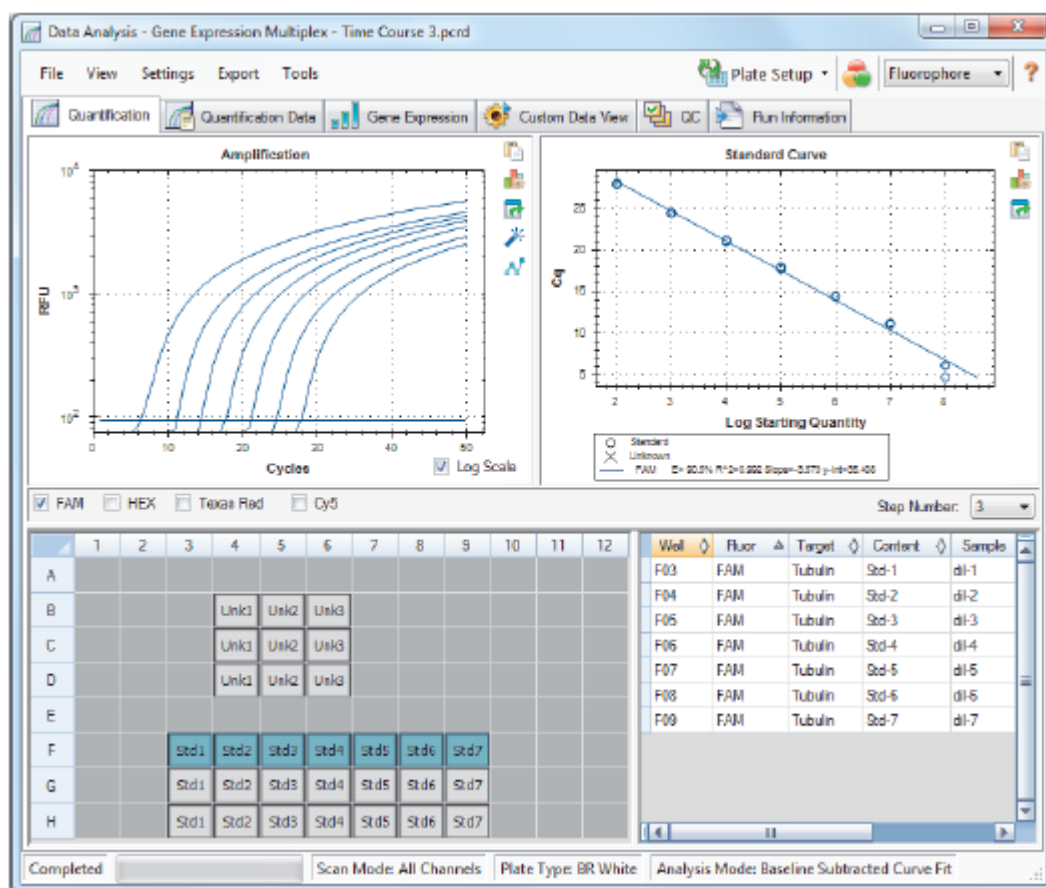 Data Analysis - Gene Expression Multiplex - Time Course 3.pcrd
File View Settings Export Tools Plate Setup Fluorophore ?
Quantification Quantification Data Gene Expression Custom Data View QC Run Information
Amplification
10^4
10^3
10^2
RFU
0 10 20 30 40 50
Cycles
Log Scale
Standard Curve
25
20
15
10
5
Cq
2 3 4 5 6 7 8
Log Starting Quantity
Standard
Unknown
FAM
FAM HEX Texas Red Cy5 Step Number: 3
1 2 3 4 5 6 7 8 9 10 11 12
A
B Unk1 Unk2 Unk3
C Unk1 Unk2 Unk3
D Unk1 Unk2 Unk3
E
F Std1 Std2 Std3 Std4 Std5 Std6 Std7
G Std1 Std2 Std3 Std4 Std5 Std6 Std7
H Std1 Std2 Std3 Std4 Std5 Std6 Std7
Well Fluor Target Content Sample
F03 FAM Tubulin Std-1 dil-1
F04 FAM Tubulin Std-2 dil-2
F05 FAM Tubulin Std-3 dil-3
F06 FAM Tubulin Std-4 dil-4
F07 FAM Tubulin Std-5 dil-5
F08 FAM Tubulin Std-6 dil-6
F09 FAM Tubulin Std-7 dil-7
Completed Scan Mode: All Channels Plate Type: BR White Analysis Mode: Baseline Subtracted Curve Fit